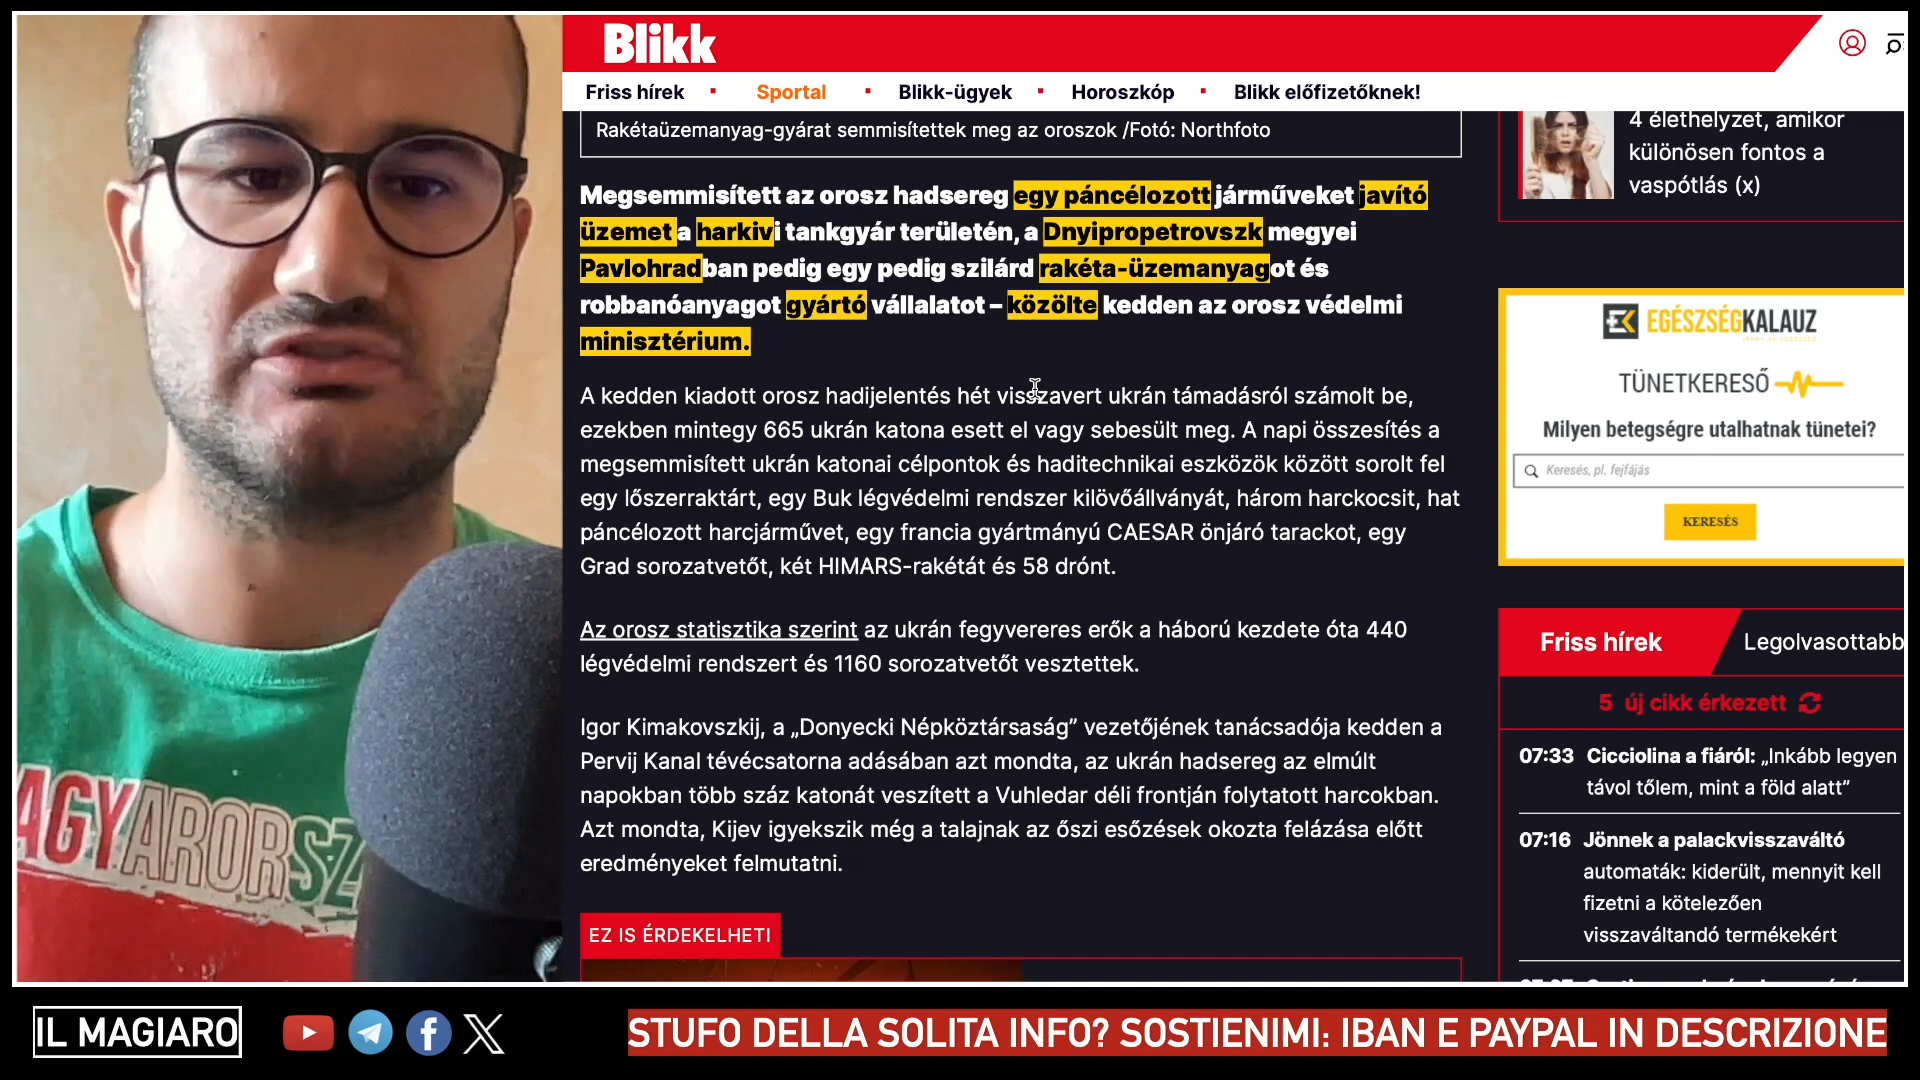 Blikk
Friss hírek
Sportal
Blikk-ügyek
Horoszkóp
Blikk előfizetőknek!
Rakétaüzemanyag-gyárat semmisítettek meg az oroszok /Fotó: Northfoto
Megsemmisített az orosz hadsereg egy páncélozott járműveket javító
üzemet a harkivi tankgyár területén, a Dnyipropetrovszk megyei
Pavlohradban pedig egy pedig szilárd rakéta-üzemanyagot és
robbanóanyagot gyártó vállalatot – közölte kedden az orosz védelmi
minisztérium.
A kedden kiadott orosz hadijelentés hét visszavert ukrán támadásról számolt be,
ezekben mintegy 665 ukrán katona esett el vagy sebesült meg. A napi összesítés a
megsemmisített ukrán katonai célpontok és haditechnikai eszközök között sorolt fel
egy lőszerraktárt, egy Buk légvédelmi rendszer kilövőállványát, három harckocsit, hat
páncélozott harcjárművet, egy francia gyártmányú CAESAR önjáró tarackot, egy
Grad sorozatvetőt, két HIMARS-rakétát és 58 drónt.
Az orosz statisztika szerint az ukrán fegyvereres erők a háború kezdete óta 440
légvédelmi rendszert és 1160 sorozatvetőt vesztettek.
Igor Kimakovszkij, a „Donyecki Népköztársaság” vezetőjének tanácsadója kedden a
Pervij Kanal tévécsatorna adásában azt mondta, az ukrán hadsereg az elmúlt
napokban több száz katonát veszített a Vuhledar déli frontján folytatott harcokban.
Azt mondta, Kijev igyekszik még a talajnak az őszi esőzések okozta felázása előtt
eredményeket felmutatni.
EZ IS ÉRDEKELHETI
4 élethelyzet, amikor
különösen fontos a
vaspótlás (x)
EGÉSZSÉGKALAUZ
TÜNETKERESŐ
Milyen betegségre utalhatnak tünetei?
Keresés, pl. fejfájás
KERESÉS
Friss hírek
Legolvasottabb
5 új cikk érkezett
07:33 Cicciolina a fiáról: „Inkább legyen
távol tőlem, mint a föld alatt”
07:16 Jönnek a palackvisszaváltó
automaták: kiderült, mennyit kell
fizetni a kötelezően
visszaváltandó termékekért
AGYARORSZ
IL MAGIARO
STUFO DELLA SOLITA INFO? SOSTIENIMI: IBAN E PAYPAL IN DESCRIZIONE